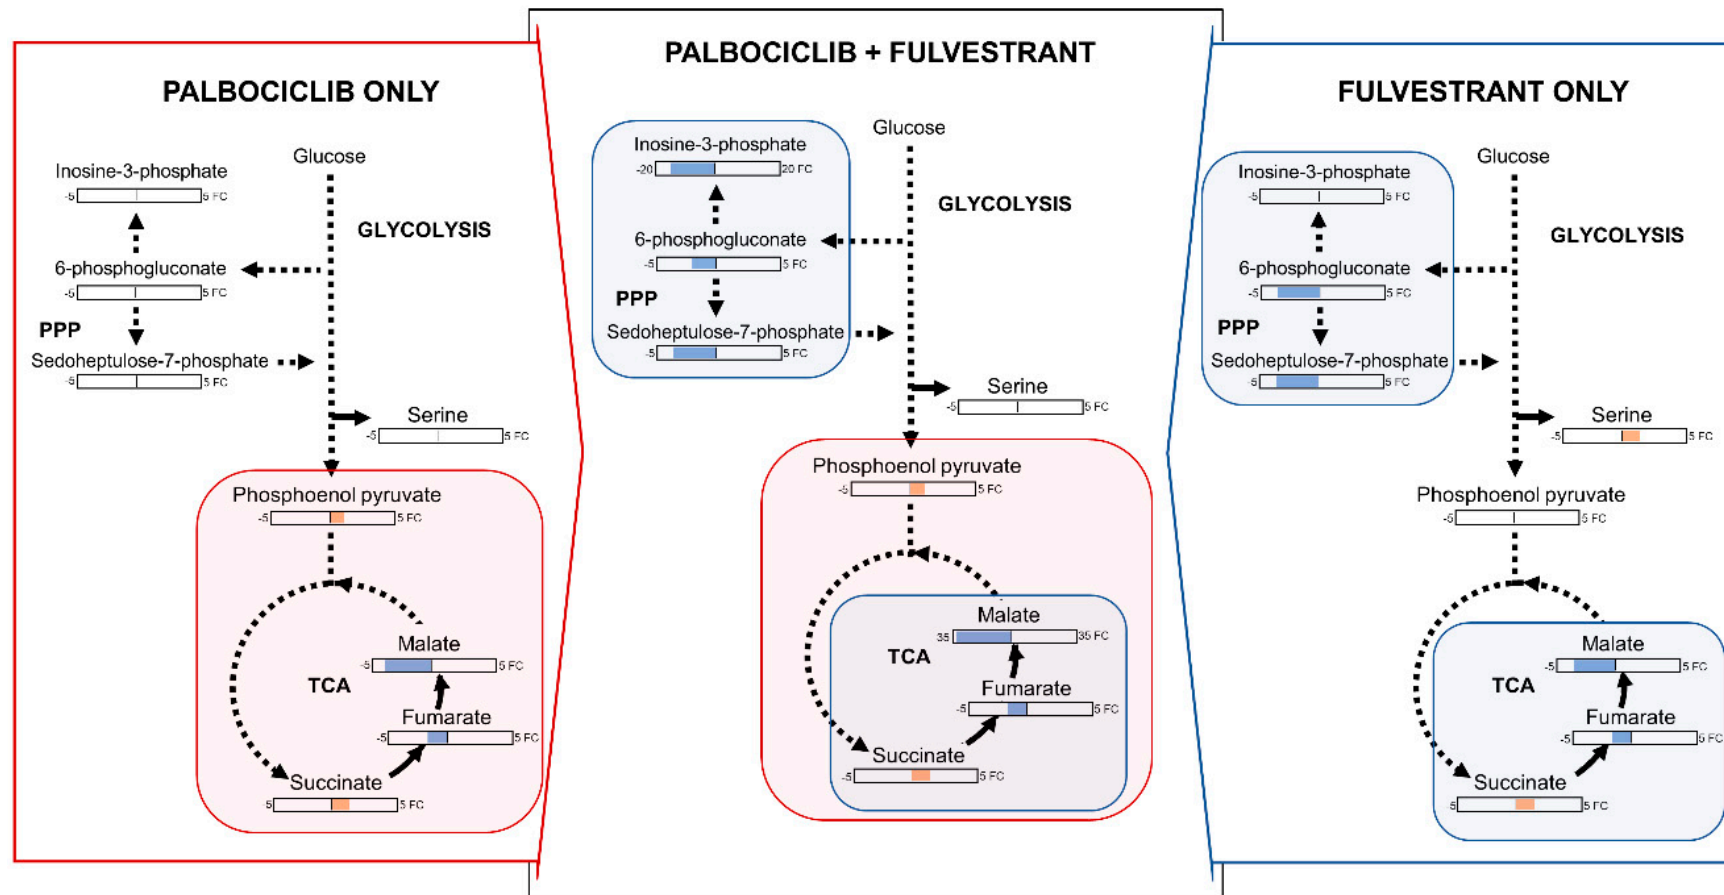 PALBOCICLIB ONLY
Glucose
Inosine-3-phosphate
-5 5 FC
GLYCOLYSIS
6-phosphogluconate
-5 5 FC
PPP
Sedoheptulose-7-phosphate
-5 5 FC
Serine
-5 5 FC
Phosphoenol pyruvate
-5 5 FC
Malate
-5 5 FC
TCA
Fumarate
-5 5 FC
Succinate
-5 5 FC
PALBOCICLIB + FULVESTRANT
Glucose
Inosine-3-phosphate
-20 20 FC
GLYCOLYSIS
6-phosphogluconate
-5 5 FC
PPP
Sedoheptulose-7-phosphate
-5 5 FC
Serine
-5 5 FC
Phosphoenol pyruvate
-5 5 FC
Malate
35 35 FC
TCA
Fumarate
-5 5 FC
Succinate
-5 5 FC
FULVESTRANT ONLY
Glucose
Inosine-3-phosphate
-5 5 FC
GLYCOLYSIS
6-phosphogluconate
-5 5 FC
PPP
Sedoheptulose-7-phosphate
-5 5 FC
Serine
-5 5 FC
Phosphoenol pyruvate
-5 5 FC
Malate
-5 5 FC
TCA
Fumarate
-5 5 FC
Succinate
5 5 FC